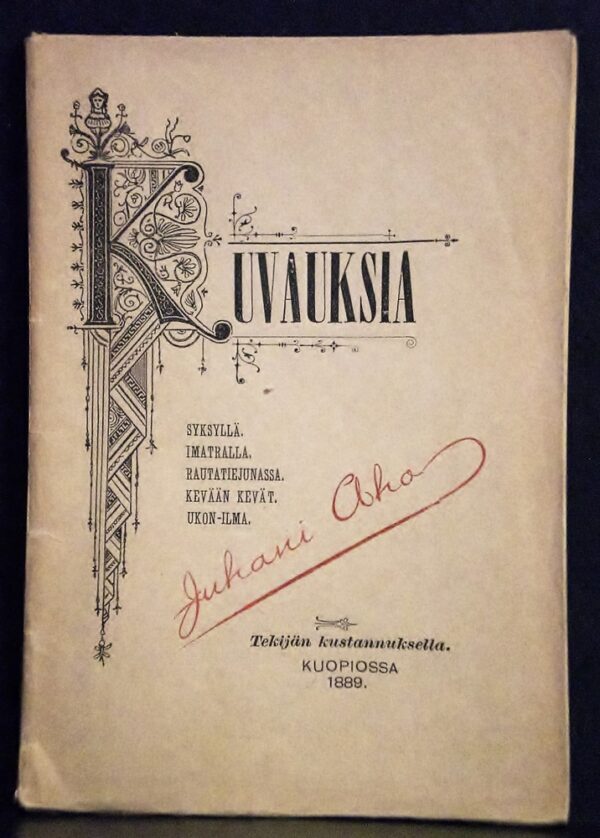 KUVAUKSIA
SYKSYLLÄ.
IMATRALLA.
RAUTATIEJUNASSA.
KEVÄÄN KEVÄT.
UKON-ILMA.
Juhani Aho
Tekijän kustannuksella.
KUOPIOSSA
1889.